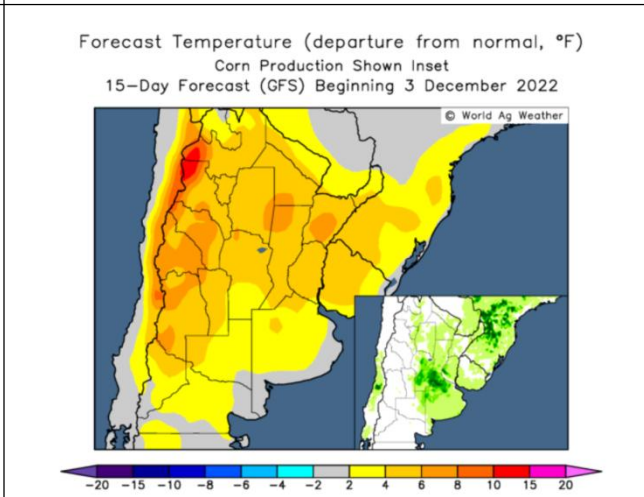 Forecast Temperature (departure from normal, °F)
Corn Production Shown Inset
15-Day Forecast (GFS) Beginning 3 December 2022
© World Ag Weather
-20 -15 -10 -8 -6 -4 -2 2 4 6 8 10 15 20